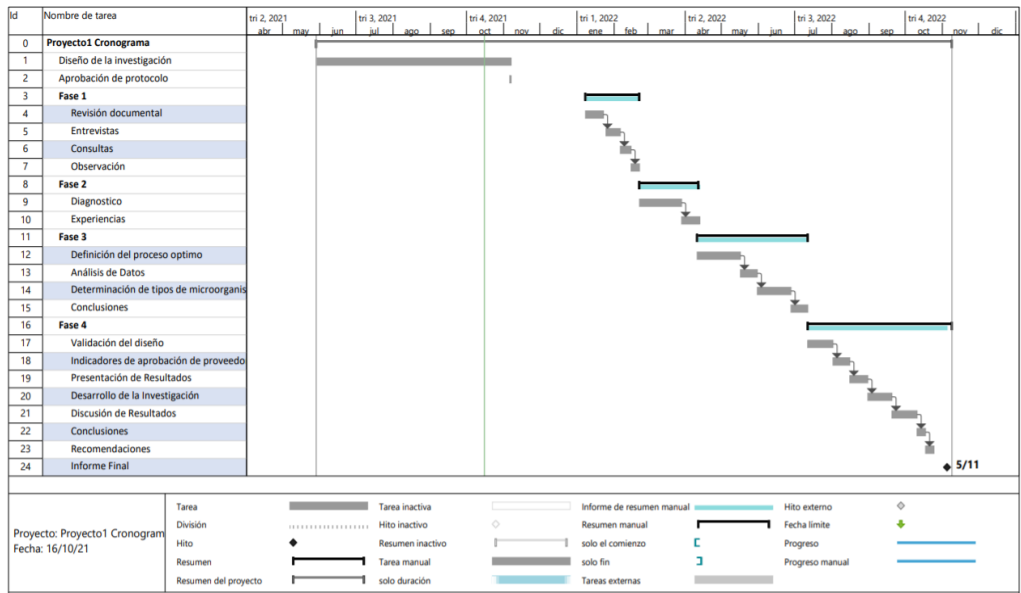 Id Nombre de tarea tri 2, 2021 tri 3, 2021 tri 4, 2021 tri 1, 2022 tri 2, 2022 tri 3, 2022 tri 4, 2022
abr may jun jul ago sep oct nov dic ene feb mar abr may jun jul ago sep oct nov dic
0 Proyecto1 Cronograma
1 Diseño de la investigación
2 Aprobación de protocolo
3 Fase 1
4 Revisión documental
5 Entrevistas
6 Consultas
7 Observación
8 Fase 2
9 Diagnostico
10 Experiencias
11 Fase 3
12 Definición del proceso optimo
13 Análisis de Datos
14 Determinación de tipos de microorganis
15 Conclusiones
16 Fase 4
17 Validación del diseño
18 Indicadores de aprobación de proveedo
19 Presentación de Resultados
20 Desarrollo de la Investigación
21 Discusión de Resultados
22 Conclusiones
23 Recomendaciones
24 Informe Final 5/11
Proyecto: Proyecto1 Cronogram
Fecha: 16/10/21
Tarea Tarea inactiva Informe de resumen manual Hito externo
División Hito inactivo Resumen manual Fecha límite
Hito Resumen inactivo solo el comienzo Progreso
Resumen Tarea manual solo fin Progreso manual
Resumen del proyecto solo duración Tareas externas